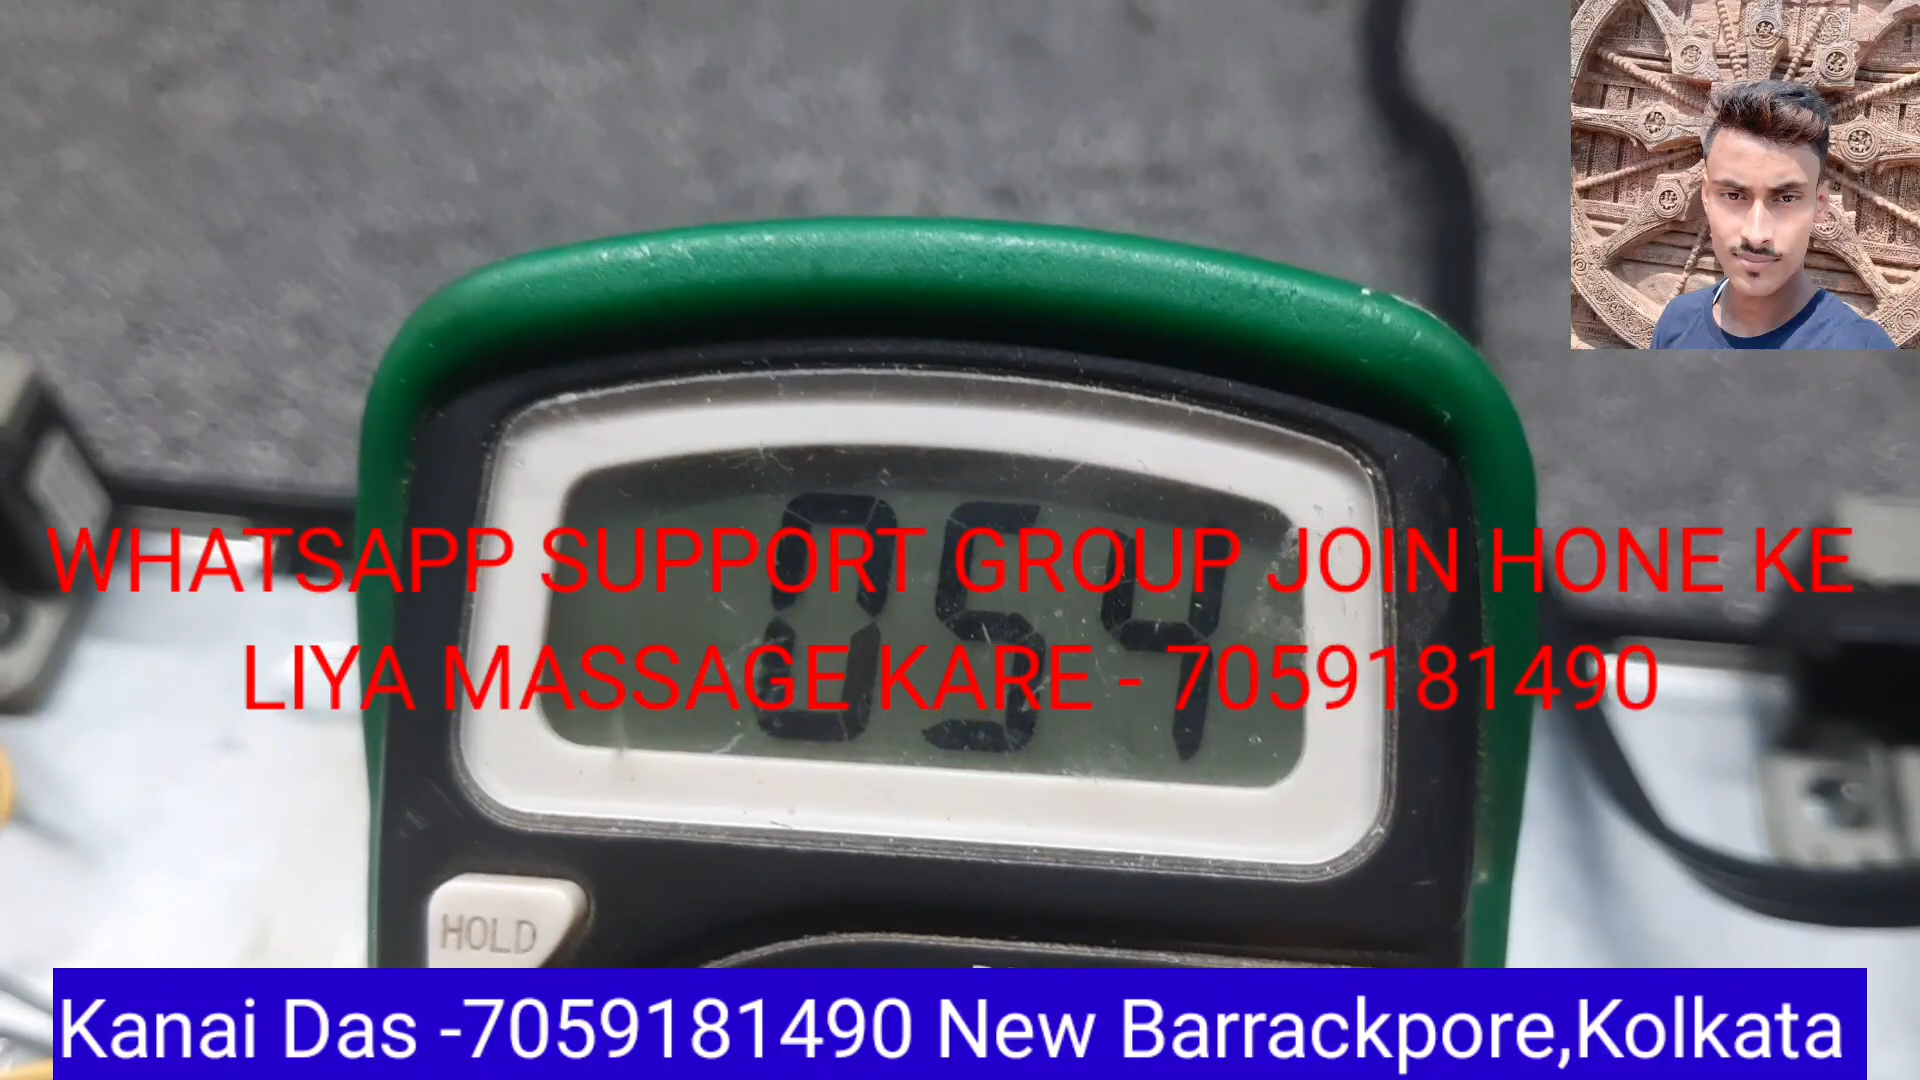 054
WHATSAPP SUPPORT GROUP JOIN HONE KE
LIYA MASSAGE KARE - 7059181490
HOLD
Kanai Das -7059181490 New Barrackpore,Kolkata